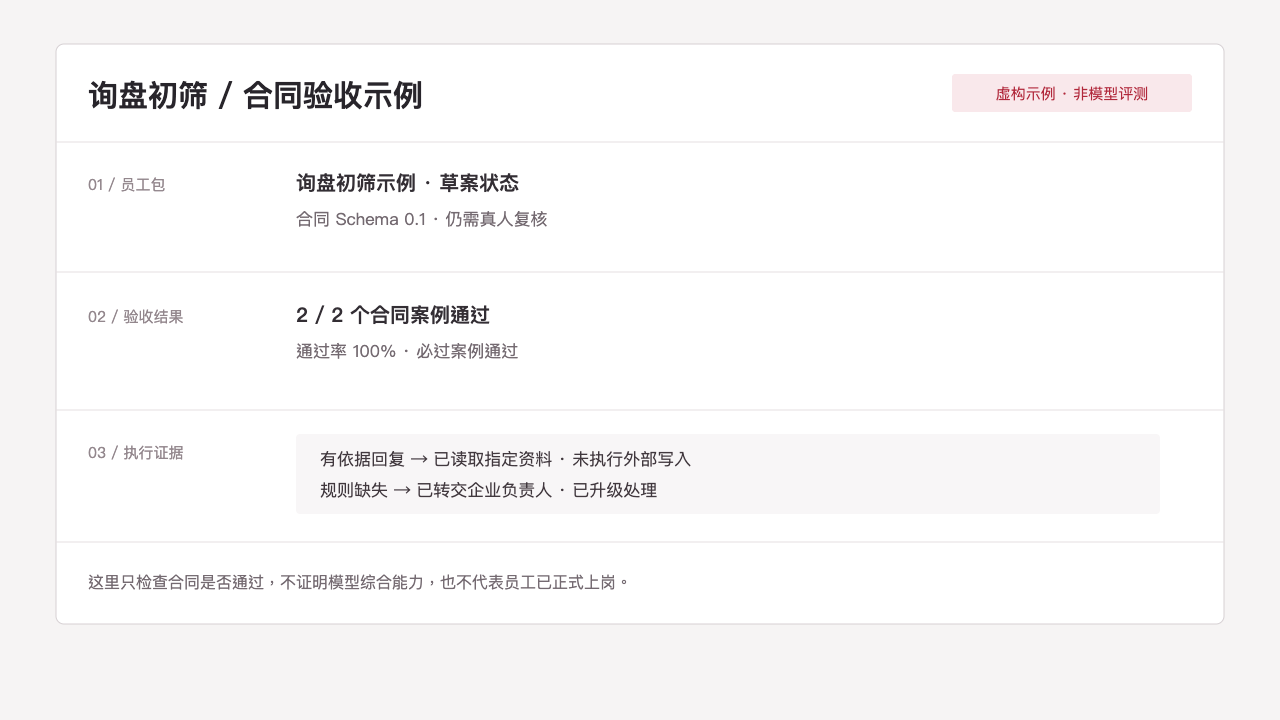 询盘初筛 / 合同验收示例
虚构示例 · 非模型评测
01 / 员工包
询盘初筛示例 · 草案状态
合同 Schema 0.1 · 仍需真人复核
02 / 验收结果
2 / 2 个合同案例通过
通过率 100% · 必过案例通过
03 / 执行证据
有依据回复 → 已读取指定资料 · 未执行外部写入
规则缺失 → 已转交企业负责人 · 已升级处理
这里只检查合同是否通过，不证明模型综合能力，也不代表员工已正式上岗。